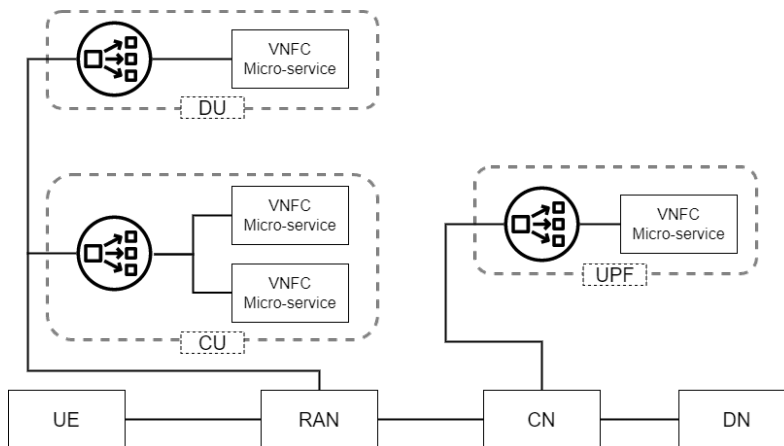 VNFC
Micro-service
DU
VNFC
Micro-service
VNFC
Micro-service
CU
VNFC
Micro-service
UPF
UE
RAN
CN
DN